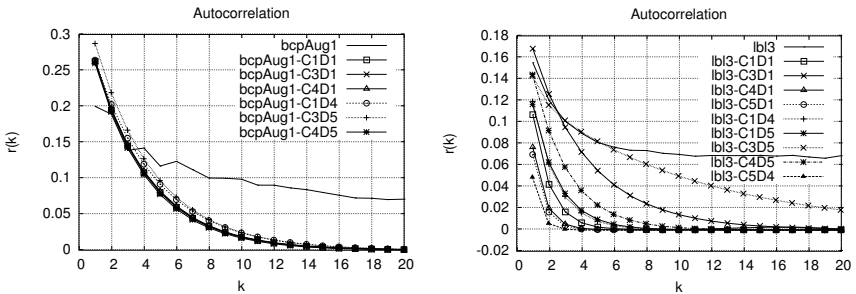 Autocorrelation
r(k)
0.3
0.25
0.2
0.15
0.1
0.05
0
bcpAug1
bcpAug1-C1D1
bcpAug1-C3D1
bcpAug1-C4D1
bcpAug1-C1D4
bcpAug1-C3D5
bcpAug1-C4D5
0 2 4 6 8 10 12 14 16 18 20
k
Autocorrelation
r(k)
0.18
0.16
0.14
0.12
0.1
0.08
0.06
0.04
0.02
0
-0.02
lbl3
lbl3-C1D1
lbl3-C3D1
lbl3-C4D1
lbl3-C5D1
lbl3-C1D4
lbl3-C1D5
lbl3-C3D5
lbl3-C4D5
lbl3-C5D4
0 2 4 6 8 10 12 14 16 18 20
k